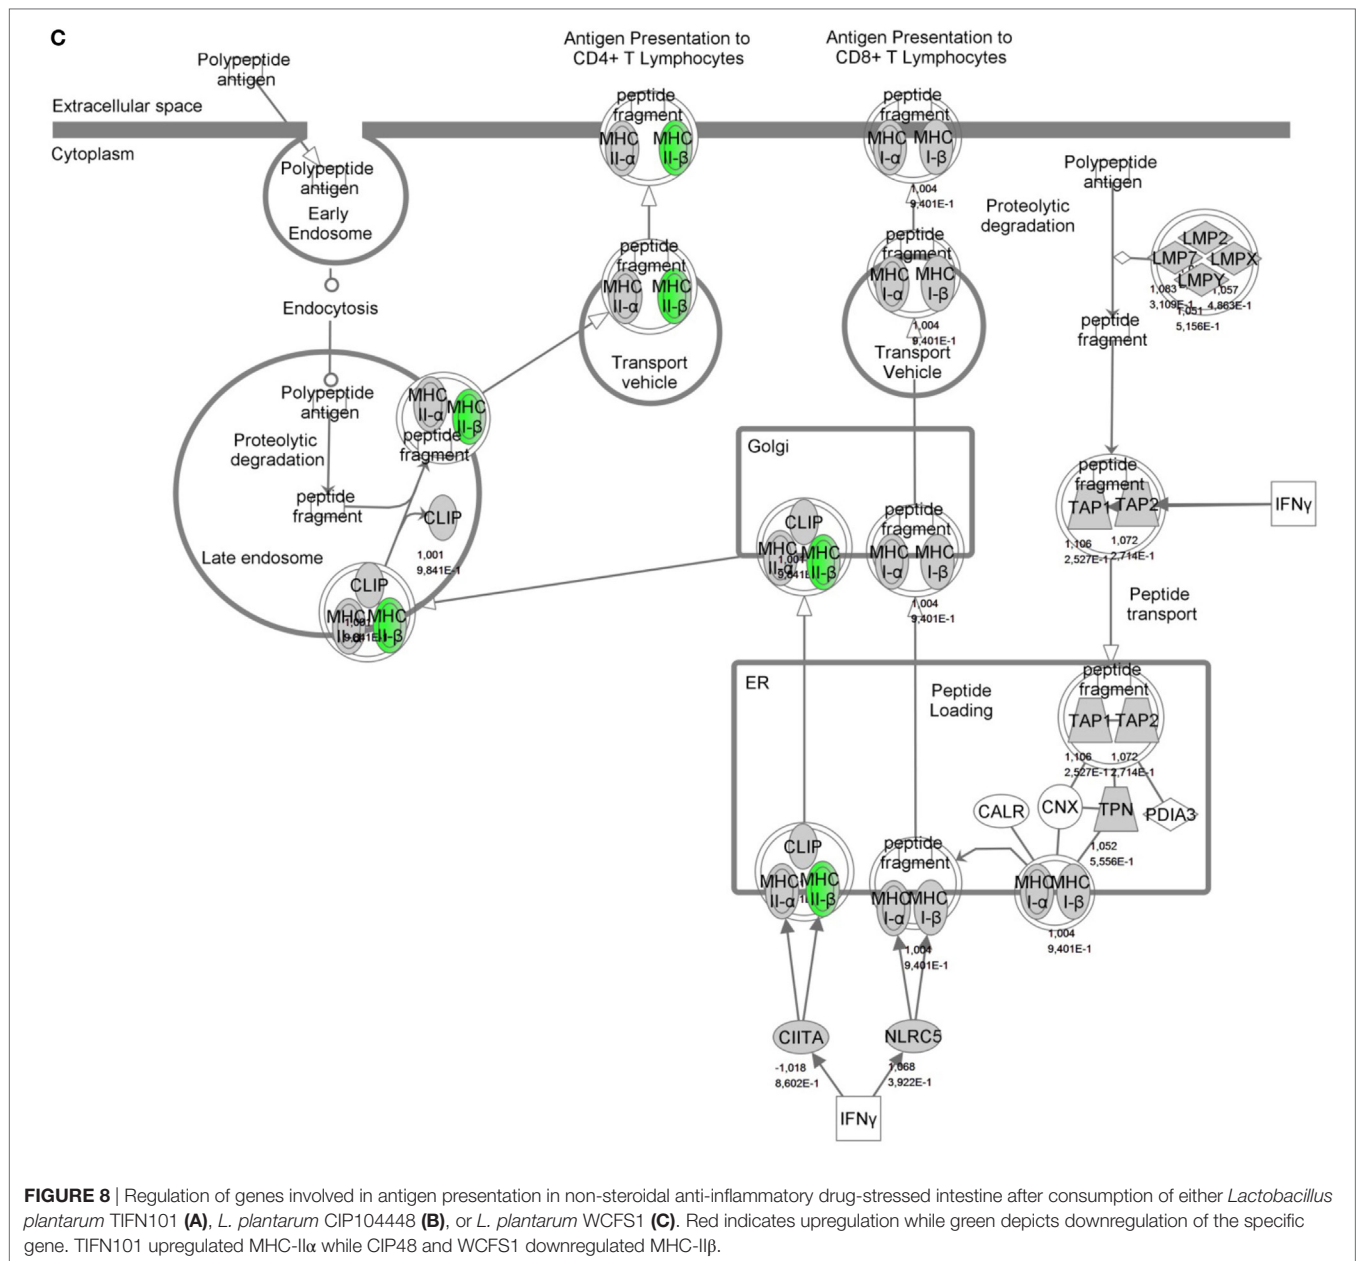 C
Polypeptide
antigen
Antigen Presentation to
CD4+ T Lymphocytes
Antigen Presentation to
CD8+ T Lymphocytes
Extracellular space
Cytoplasm
peptide
fragment
MHC
II-α
MHC
II-β
peptide
fragment
MHC
I-α
MHC
I-β
1,004
9,401E-1
Polypeptide
antigen
Early
Endosome
Endocytosis
peptide
fragment
MHC
II-α
MHC
II-β
Transport
vehicle
peptide
fragment
MHC
I-α
MHC
I-β
1,004
9,401E-1
Transport
Vehicle
Polypeptide
antigen
Proteolytic
degradation
LMP2
LMP7
LMPX
LMPY
1,083
3,109E-1
1,057
4,863E-1
1,051
5,156E-1
peptide
fragment
Polypeptide
antigen
Proteolytic
degradation
peptide
fragment
MHC
II-α
MHC
II-β
peptide
fragment
CLIP
1,001
9,841E-1
Late endosome
CLIP
MHC
II-α
MHC
II-β
Golgi
CLIP
MHC
II-α
MHC
II-β
peptide
fragment
MHC
I-α
MHC
I-β
1,004
9,401E-1
peptide
fragment
TAP1
TAP2
1,106
2,527E-1
1,072
2,714E-1
IFNγ
Peptide
transport
ER
Peptide
Loading
peptide
fragment
TAP1
TAP2
1,106
2,527E-1
1,072
2,714E-1
CALR
CNX
TPN
PDIA3
1,052
5,556E-1
CLIP
MHC
II-α
MHC
II-β
peptide
fragment
MHC
I-α
MHC
I-β
1,004
9,401E-1
MHC
I-α
MHC
I-β
1,004
9,401E-1
CIITA
-1,018
8,602E-1
NLRC5
1,068
3,922E-1
IFNγ
FIGURE 8 | Regulation of genes involved in antigen presentation in non-steroidal anti-inflammatory drug-stressed intestine after consumption of either Lactobacillus
plantarum TIFN101 (A), L. plantarum CIP104448 (B), or L. plantarum WCFS1 (C). Red indicates upregulation while green depicts downregulation of the specific
gene. TIFN101 upregulated MHC-IIα while CIP48 and WCFS1 downregulated MHC-IIβ.